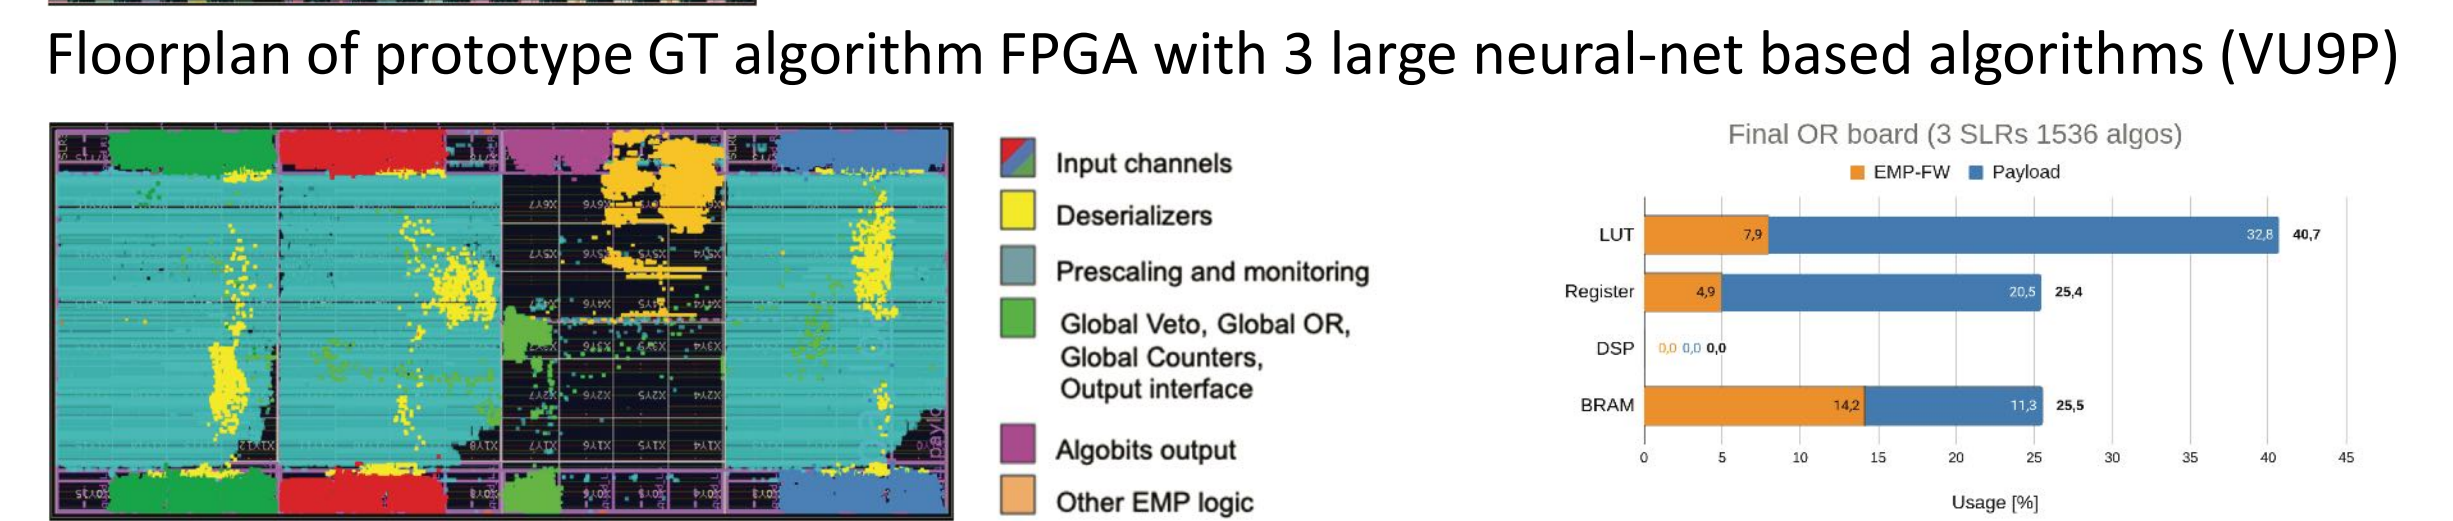 Floorplan of prototype GT algorithm FPGA with 3 large neural-net based algorithms (VU9P)
Input channels
Deserializers
Prescaling and monitoring
Global Veto, Global OR,
Global Counters,
Output interface
Algobits output
Other EMP logic
Final OR board (3 SLRs 1536 algos)
EMP-FW Payload
LUT 7,9 32,8 40,7
Register 4,9 20,5 25,4
DSP 0,0 0,0 0,0
BRAM 14,2 11,3 25,5
0 5 10 15 20 25 30 35 40 45
Usage [%]